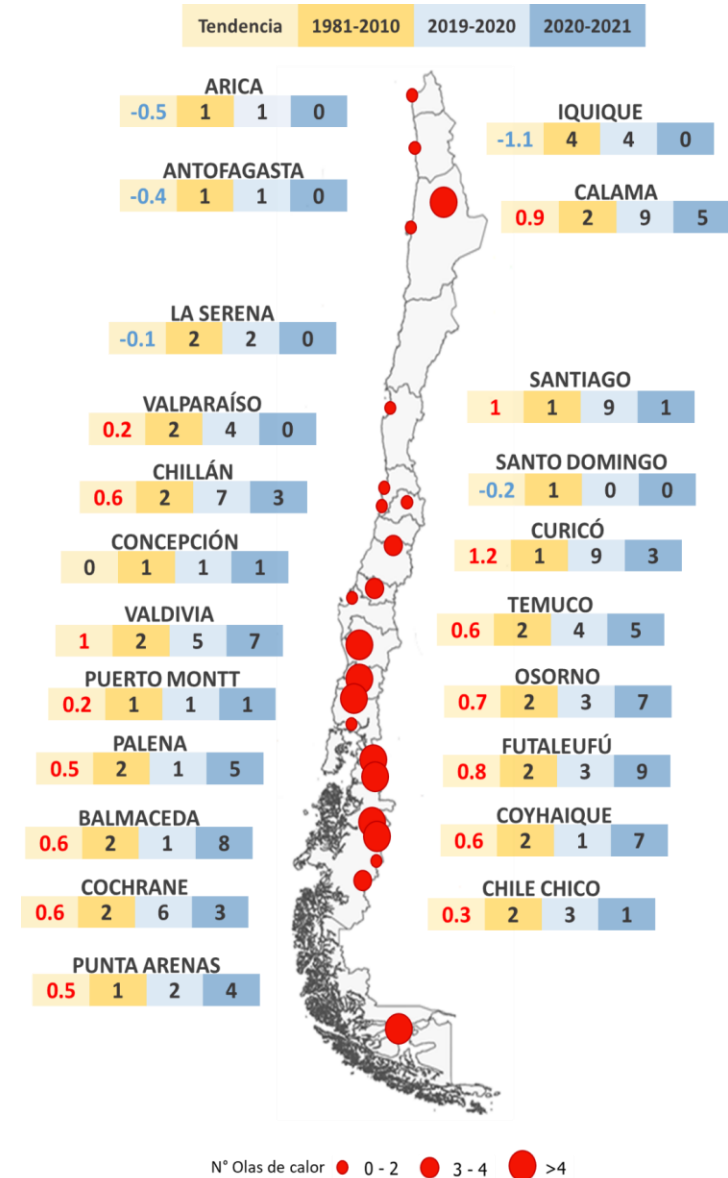 Tendencia 1981-2010 2019-2020 2020-2021
ARICA
-0.5 1 1 0
IQUIQUE
-1.1 4 4 0
ANTOFAGASTA
-0.4 1 1 0
CALAMA
0.9 2 9 5
LA SERENA
-0.1 2 2 0
SANTIAGO
1 1 9 1
VALPARAÍSO
0.2 2 4 0
SANTO DOMINGO
-0.2 1 0 0
CHILLÁN
0.6 2 7 3
CURICÓ
1.2 1 9 3
CONCEPCIÓN
0 1 1 1
TEMUCO
0.6 2 4 5
VALDIVIA
1 2 5 7
OSORNO
0.7 2 3 7
PUERTO MONTT
0.2 1 1 1
FUTALEUFÚ
0.8 2 3 9
PALENA
0.5 2 1 5
COYHAIQUE
0.6 2 1 7
BALMACEDA
0.6 2 1 8
CHILE CHICO
0.3 2 3 1
COCHRANE
0.6 2 6 3
PUNTA ARENAS
0.5 1 2 4
N° Olas de calor 0 - 2 3 - 4 >4